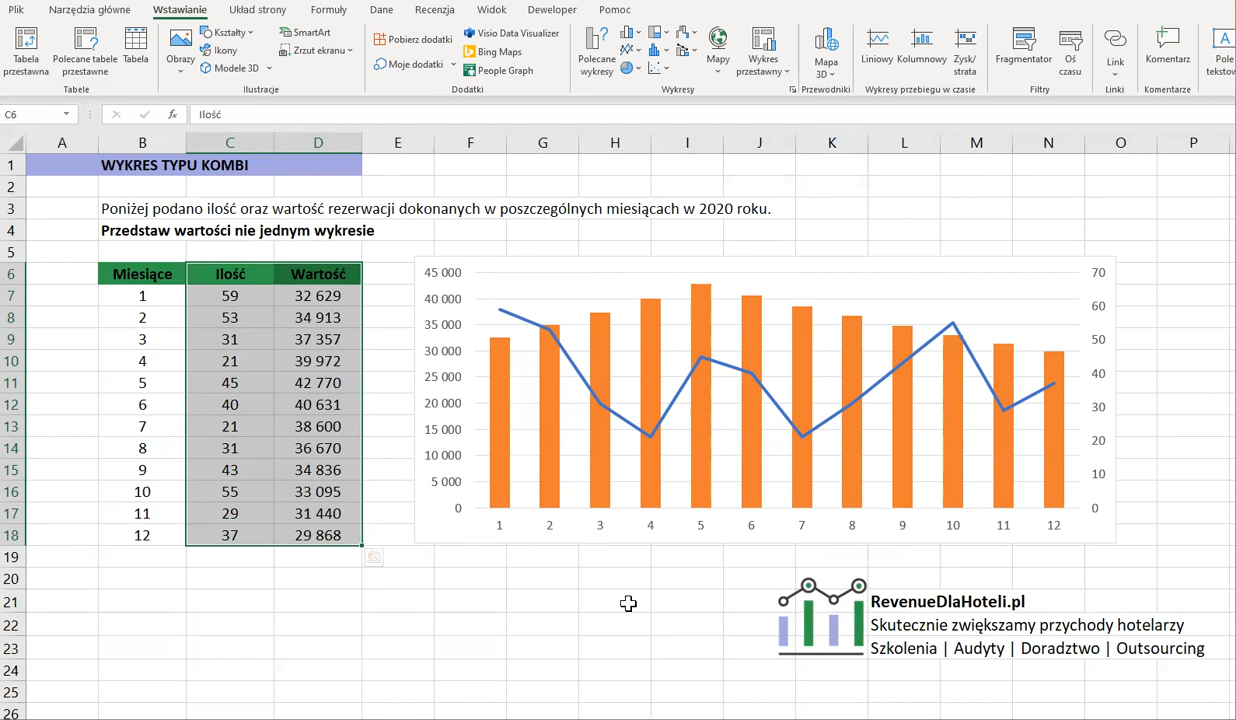 Plik Narzędzia główne Wstawianie Układ strony Formuły Dane Recenzja Widok Deweloper Pomoc
Tabela przestawna
Polecane tabele przestawne
Tabela
Tabele
Obrazy
Kształty
Ikony
Modele 3D
SmartArt
Zrzut ekranu
Ilustracje
Pobierz dodatki
Moje dodatki
Visio Data Visualizer
Bing Maps
People Graph
Dodatki
Polecane wykresy
Mapy
Wykres przestawny
Wykresy
Mapa 3D
Przewodniki
Liniowy
Kolumnowy
Zysk/ strata
Wykresy przebiegu w czasie
Fragmentator
Oś czasu
Filtry
Link
Linki
Komentarz
Komentarze
Pole
tekstow
C6 fx Ilość
A B C D E F G H I J K L M N O P
1 WYKRES TYPU KOMBI
2
3 Poniżej podano ilość oraz wartość rezerwacji dokonanych w poszczególnych miesiącach w 2020 roku.
4 Przedstaw wartości nie jednym wykresie
5
6 Miesiące Ilość Wartość
7 1 59 32 629
8 2 53 34 913
9 3 31 37 357
10 4 21 39 972
11 5 45 42 770
12 6 40 40 631
13 7 21 38 600
14 8 31 36 670
15 9 43 34 836
16 10 55 33 095
17 11 29 31 440
18 12 37 29 868
19
20
21
22
23
24
25
26
45 000
40 000
35 000
30 000
25 000
20 000
15 000
10 000
5 000
0
70
60
50
40
30
20
10
0
1 2 3 4 5 6 7 8 9 10 11 12
RevenueDlaHoteli.pl
Skutecznie zwiększamy przychody hotelarzy
Szkolenia | Audyty | Doradztwo | Outsourcing